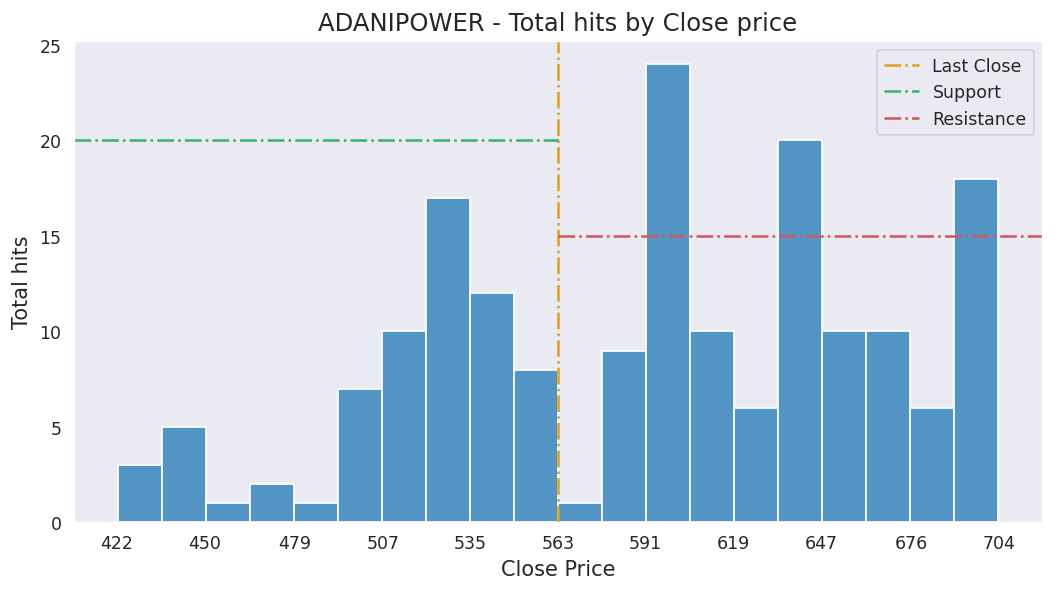 ADANIPOWER - Total hits by Close price
25
20
15
10
5
0
Total hits
Last Close
Support
Resistance
422 450 479 507 535 563 591 619 647 676 704
Close Price